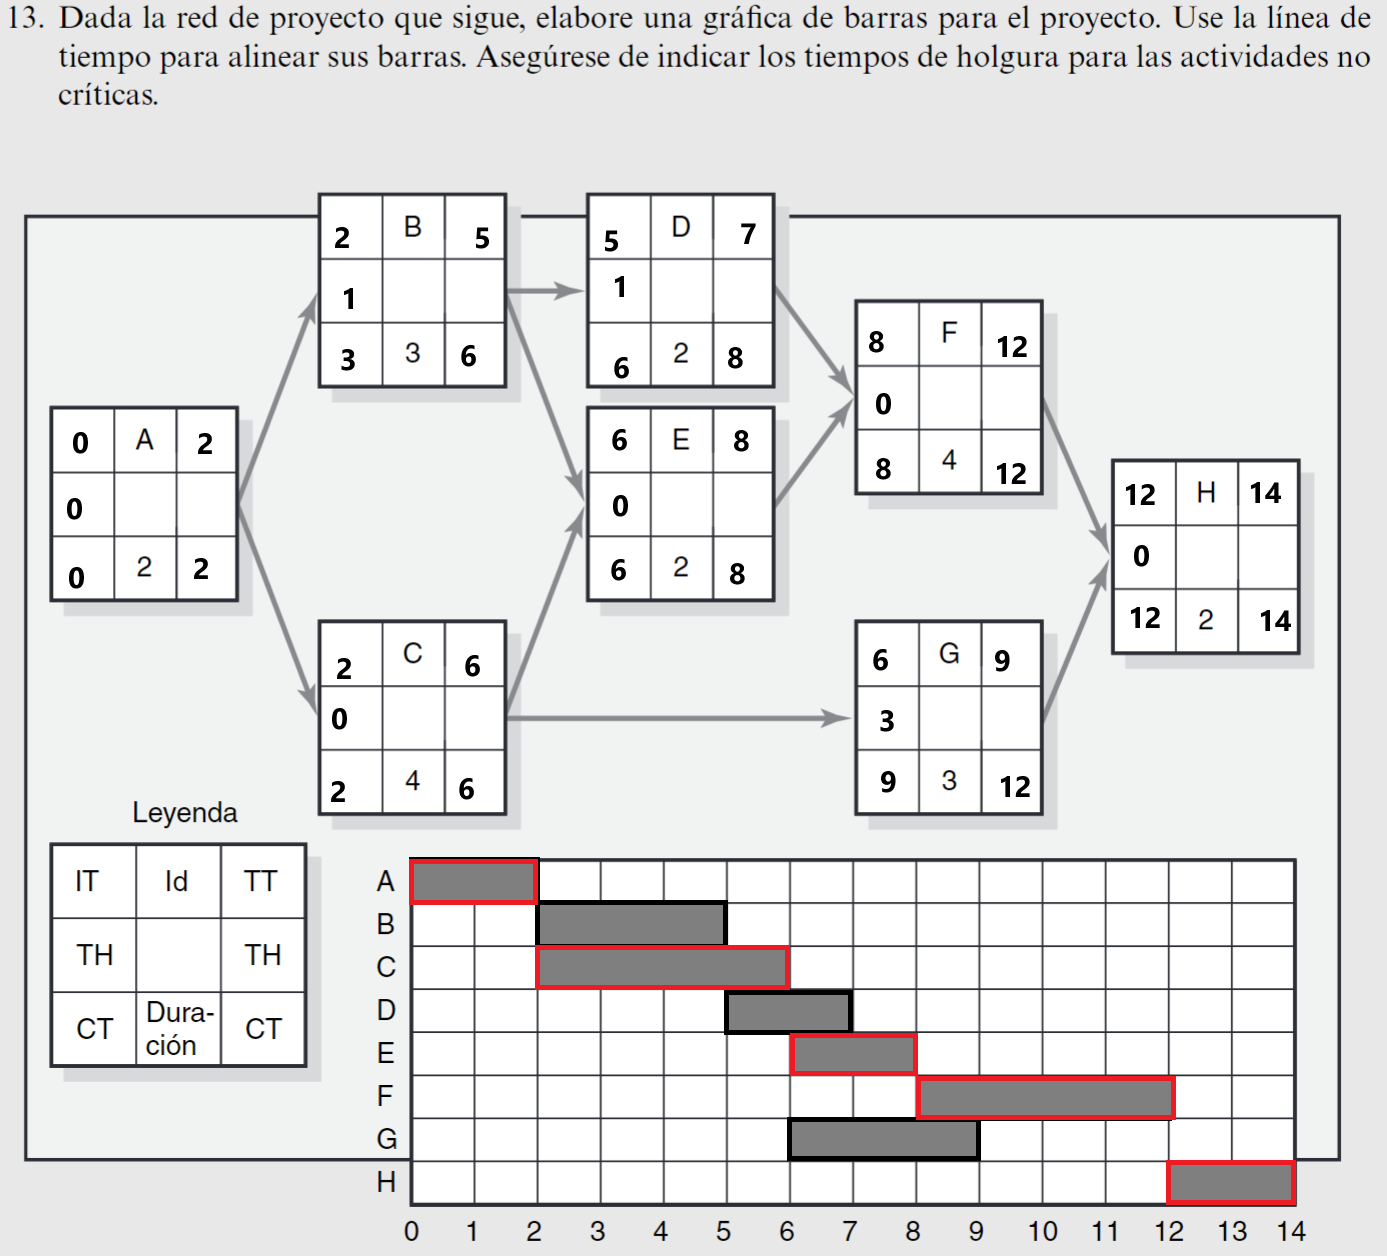 13. Dada la red de proyecto que sigue, elabore una gráfica de barras para el proyecto. Use la línea de
tiempo para alinear sus barras. Asegúrese de indicar los tiempos de holgura para las actividades no
críticas.
2 B 5
1
3 3 6
5 D 7
1
6 2 8
8 F 12
0
8 4 12
0 A 2
0
0 2 2
6 E 8
0
6 2 8
12 H 14
0
12 2 14
2 C 6
0
2 4 6
6 G 9
3
9 3 12
Leyenda
IT Id TT
TH TH
CT Dura-
ción CT
A
B
C
D
E
F
G
H
0 1 2 3 4 5 6 7 8 9 10 11 12 13 14